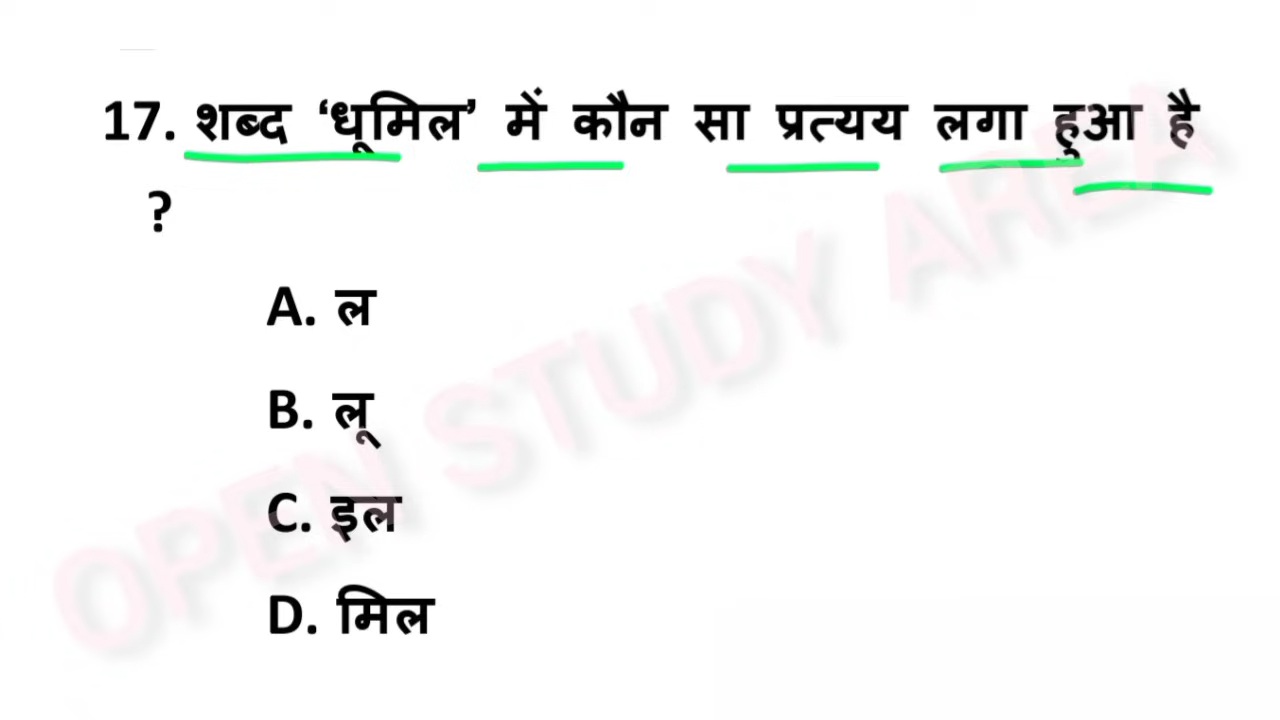 17. शब्द ‘धूमिल’ में कौन सा प्रत्यय लगा हुआ है
?
A. ल
B. लू
C. इल
D. मिल
OPEN STUDY AREA